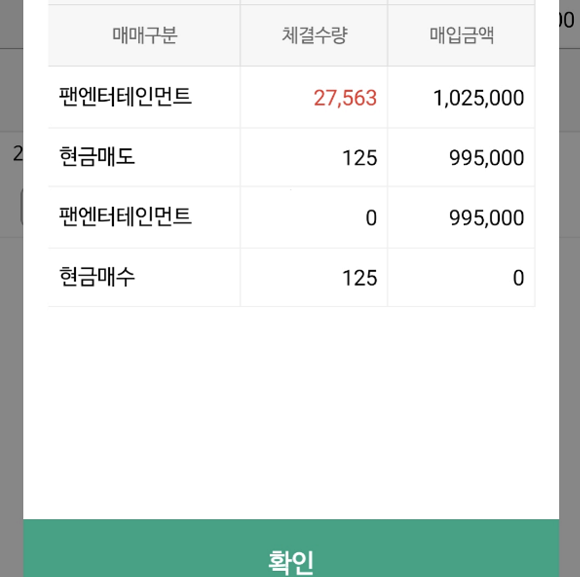 매매구분 체결수량 매입금액
팬엔터테인먼트 27,563 1,025,000
현금매도 125 995,000
팬엔터테인먼트 0 995,000
현금매수 125 0
확인